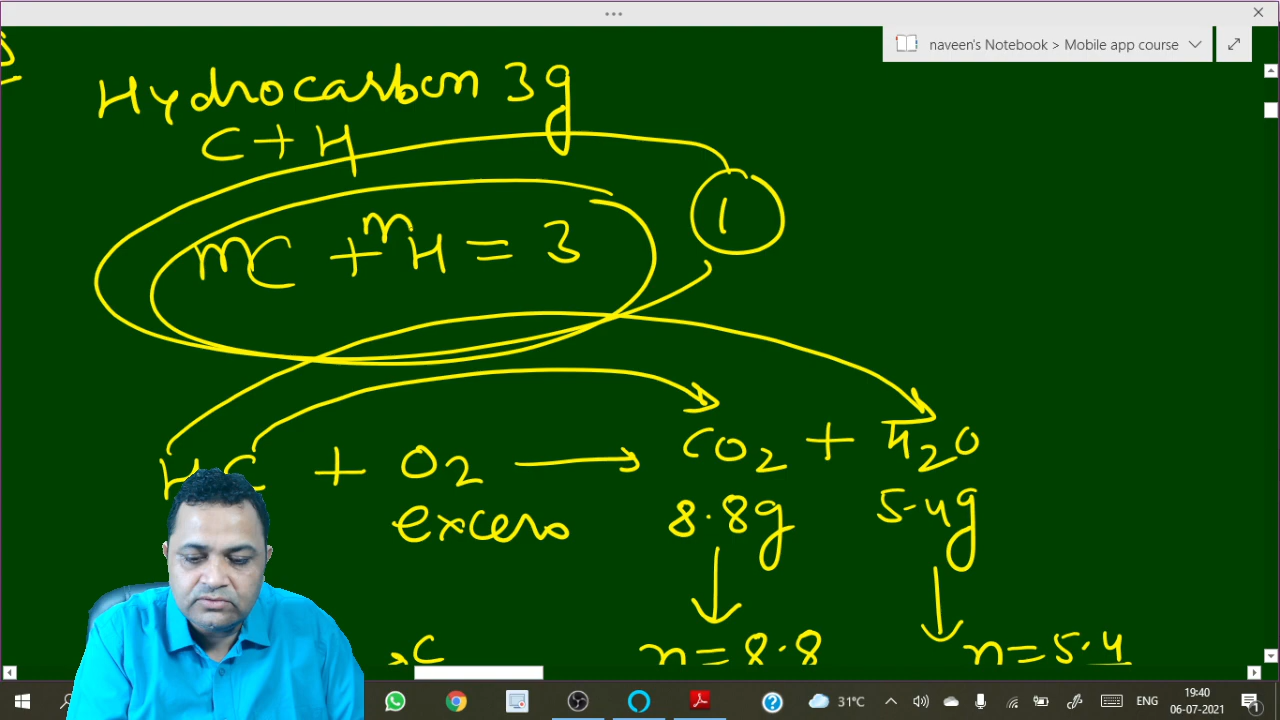 naveen's Notebook > Mobile app course
Hydrocarbon 3g
C + H
mC + mH = 3
1
HC + O2 → CO2 + H2O
excess 8.8g 5.4g
C n = 8.8 n = 5.4
31°C
ENG
19:40
06-07-2021
1